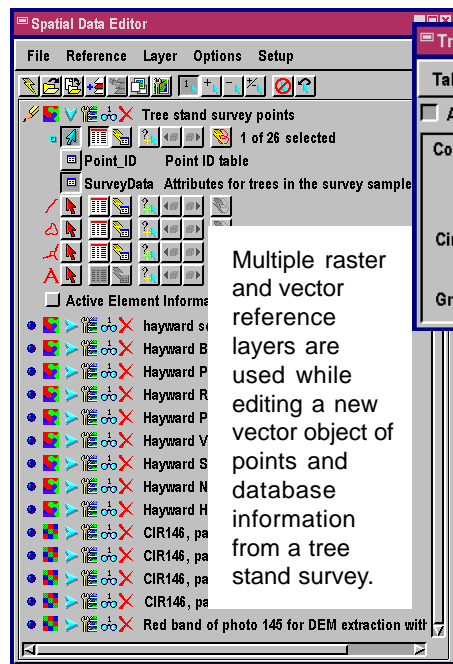 Spatial Data Editor
File Reference Layer Options Setup
Tree stand survey points
1 of 26 selected
Point_ID Point ID table
SurveyData Attributes for trees in the survey sample
Active Element Informa
hayward s
Hayward B
Hayward P
Hayward R
Hayward P
Hayward V
Hayward S
Hayward N
Hayward H
CIR146, pa
CIR146, pa
CIR146, pa
CIR146, pa
Red band of photo 145 for DEM extraction with
Multiple raster
and vector
reference
layers are
used while
editing a new
vector object of
points and
database
information
from a tree
stand survey.
Tr
Tal
A
Co
Ci
Gr